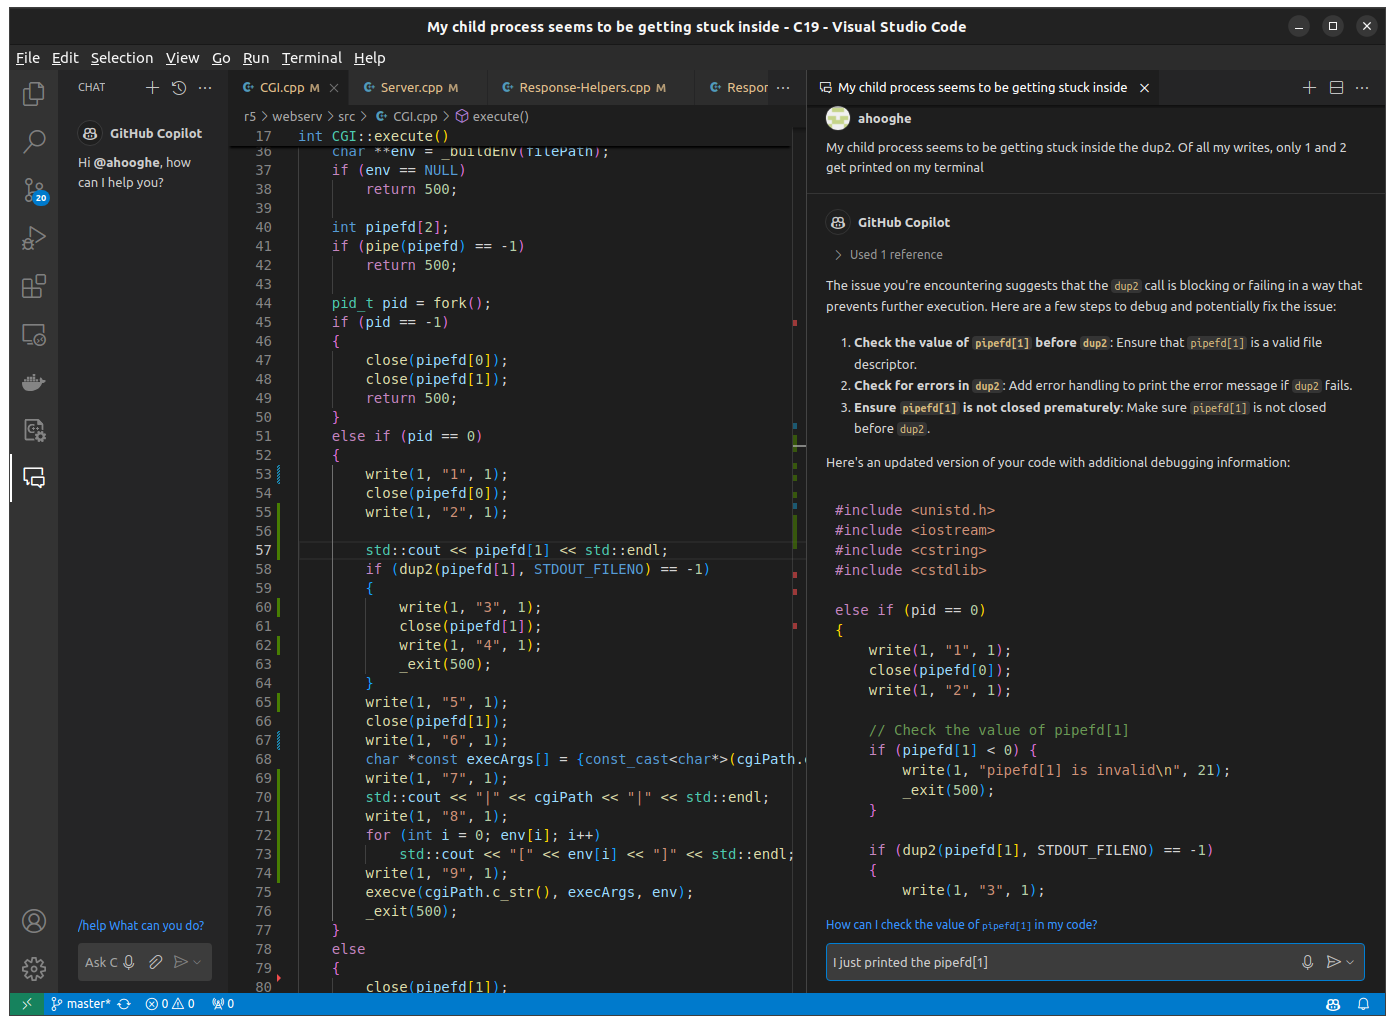 My child process seems to be getting stuck inside - C19 - Visual Studio Code
File Edit Selection View Go Run Terminal Help
CHAT
GitHub Copilot
Hi @ahooghe, how
can I help you?
/help What can you do?
Ask C
20
CGI.cpp M
Server.cpp M
Response-Helpers.cpp M
Respor
r5 > webserv > src > CGI.cpp > execute()
17 int CGI::execute()
36 char **env = _buildEnv(filePath);
37 if (env == NULL)
38 return 500;
39
40 int pipefd[2];
41 if (pipe(pipefd) == -1)
42 return 500;
43
44 pid_t pid = fork();
45 if (pid == -1)
46 {
47 close(pipefd[0]);
48 close(pipefd[1]);
49 return 500;
50 }
51 else if (pid == 0)
52 {
53 write(1, "1", 1);
54 close(pipefd[0]);
55 write(1, "2", 1);
56
57 std::cout << pipefd[1] << std::endl;
58 if (dup2(pipefd[1], STDOUT_FILENO) == -1)
59 {
60 write(1, "3", 1);
61 close(pipefd[1]);
62 write(1, "4", 1);
63 _exit(500);
64 }
65 write(1, "5", 1);
66 close(pipefd[1]);
67 write(1, "6", 1);
68 char *const execArgs[] = {const_cast<char*>(cgiPath.
69 write(1, "7", 1);
70 std::cout << "|" << cgiPath << "|" << std::endl;
71 write(1, "8", 1);
72 for (int i = 0; env[i]; i++)
73 std::cout << "[" << env[i] << "]" << std::endl;
74 write(1, "9", 1);
75 execve(cgiPath.c_str(), execArgs, env);
76 _exit(500);
77 }
78 else
79 {
80 close(pipefd[1]);
My child process seems to be getting stuck inside
ahooghe
My child process seems to be getting stuck inside the dup2. Of all my writes, only 1 and 2
get printed on my terminal
GitHub Copilot
> Used 1 reference
The issue you're encountering suggests that the dup2 call is blocking or failing in a way that
prevents further execution. Here are a few steps to debug and potentially fix the issue:
1. Check the value of pipefd[1] before dup2: Ensure that pipefd[1] is a valid file
descriptor.
2. Check for errors in dup2: Add error handling to print the error message if dup2 fails.
3. Ensure pipefd[1] is not closed prematurely: Make sure pipefd[1] is not closed
before dup2.
Here's an updated version of your code with additional debugging information:
#include <unistd.h>
#include <iostream>
#include <cstring>
#include <cstdlib>
else if (pid == 0)
{
write(1, "1", 1);
close(pipefd[0]);
write(1, "2", 1);
// Check the value of pipefd[1]
if (pipefd[1] < 0) {
write(1, "pipefd[1] is invalid\n", 21);
_exit(500);
}
if (dup2(pipefd[1], STDOUT_FILENO) == -1)
{
write(1, "3", 1);
How can I check the value of pipefd[1] in my code?
I just printed the pipefd[1]
master* 0 0 0